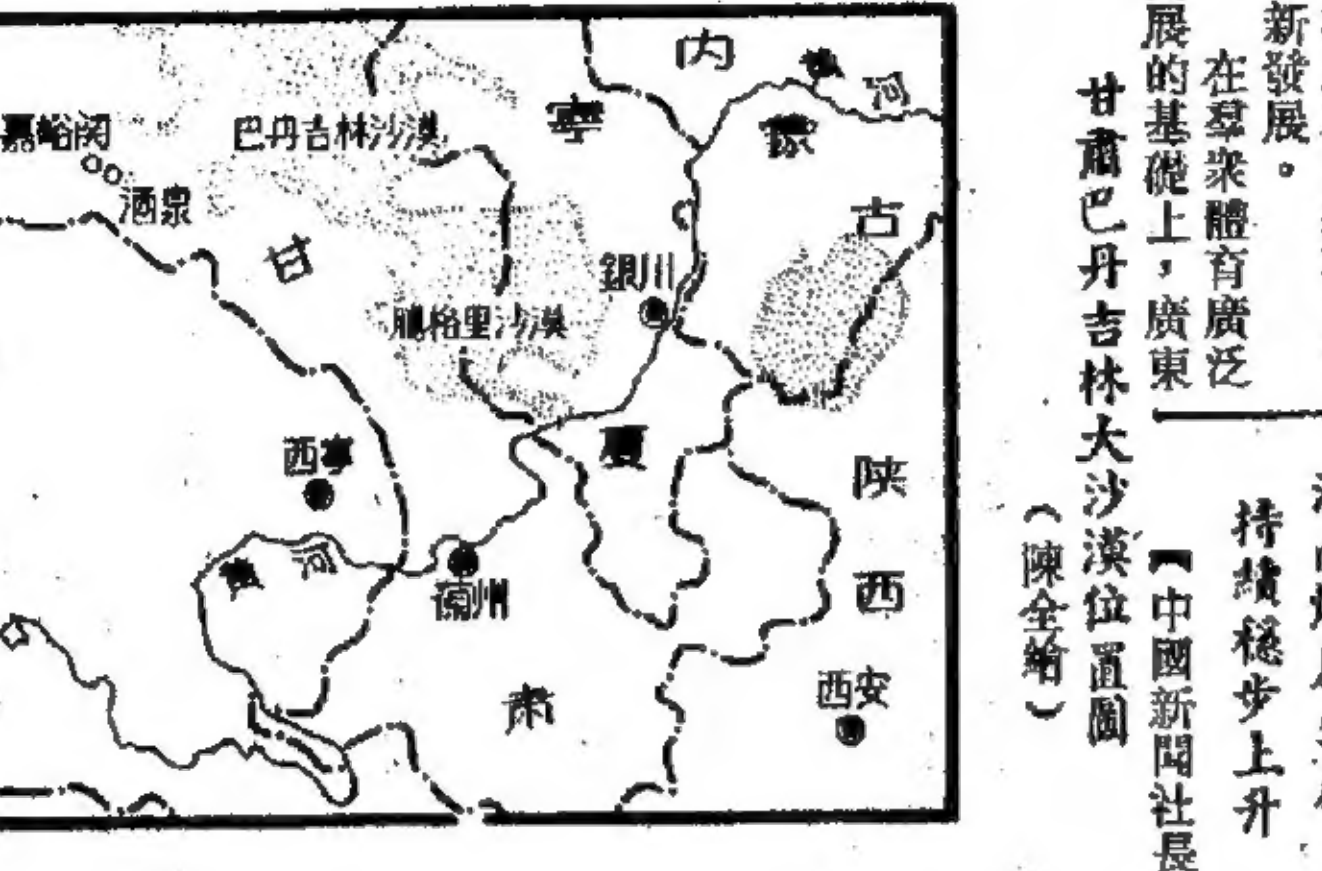 新發展。
在羣衆體育廣泛
展的基礎上，廣東
持續穩步上升
【中國新聞社長
甘肅巴丹吉林大沙漠位置圖
（陳全繪）
内
蒙
古
黄河
寧
夏
嘉峪関
酒泉
巴丹吉林沙漠
甘
肃
騰格里沙漠
銀川
西寧
黄河
蘭州
陕
西
西安